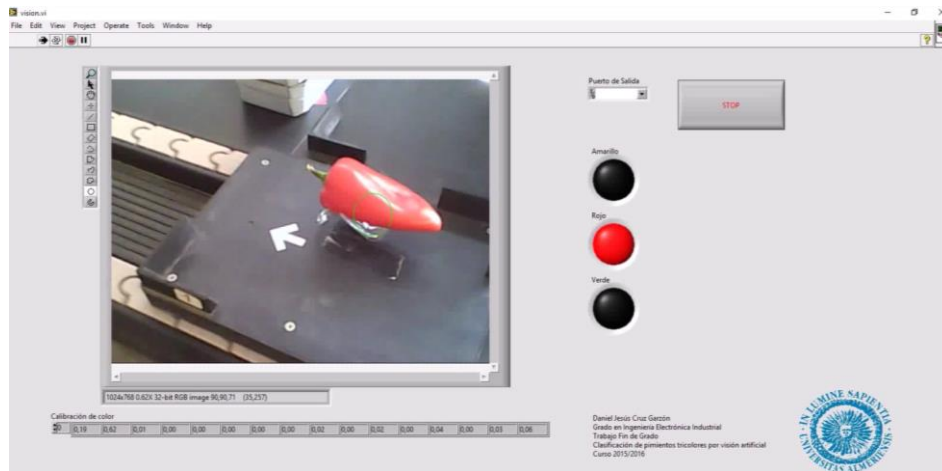 vision.vi
File Edit View Project Operate Tools Window Help
Puerto de Salida
STOP
Amarillo
Rojo
Verde
1024x768 0.62X 32-bit RGB image 90,90,71 (35,257)
Calibración de color
0,19 0,62 0,01 0,00 0,00 0,00 0,00 0,00 0,02 0,00 0,02 0,00 0,04 0,00 0,03 0,06
Daniel Jesús Cruz Garzón
Grado en Ingeniería Electrónica Industrial
Trabajo Fin de Grado
Clasificación de pimientos tricolores por visión artificial
Curso 2015/2016
IN LUMINE SAPIENTIA
UNIVERSITAS ALMERIENSIS